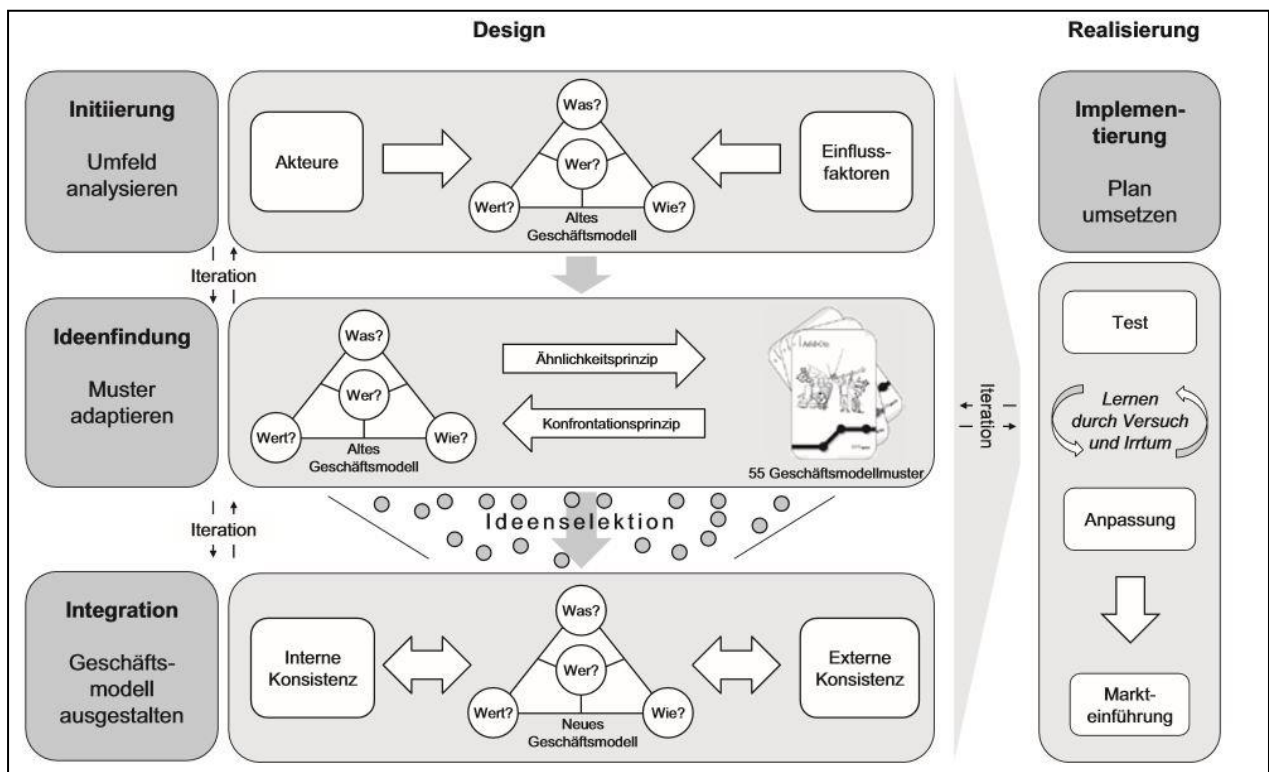 Design
Realisierung
Initiierung
Umfeld
analysieren
Akteure
Was?
Wer?
Wert?
Wie?
Altes
Geschäftsmodell
Einfluss-
faktoren
Iteration
Ideenfindung
Muster
adaptieren
Was?
Wer?
Wert?
Wie?
Altes
Geschäftsmodell
Ähnlichkeitsprinzip
Konfrontationsprinzip
Add-On
55 Geschäftsmodellmuster
Iteration
Ideenselektion
Integration
Geschäfts-
modell
ausgestalten
Interne
Konsistenz
Was?
Wer?
Wert?
Wie?
Neues
Geschäftsmodell
Externe
Konsistenz
Iteration
Implemen-
tierung
Plan
umsetzen
Test
Lernen
durch Versuch
und Irrtum
Anpassung
Markt-
einführung